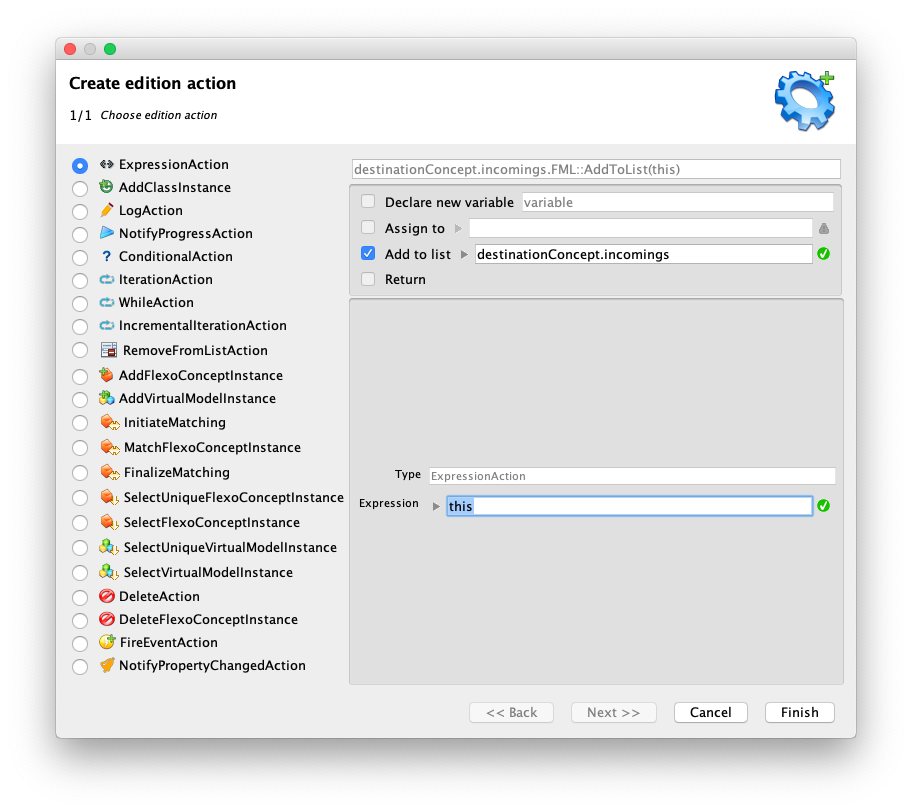 Create edition action
1/1 Choose edition action
ExpressionAction
AddClassInstance
LogAction
NotifyProgressAction
? ConditionalAction
IterationAction
WhileAction
IncrementalIterationAction
RemoveFromListAction
AddFlexoConceptInstance
AddVirtualModelInstance
InitiateMatching
MatchFlexoConceptInstance
FinalizeMatching
SelectUniqueFlexoConceptInstance
SelectFlexoConceptInstance
SelectUniqueVirtualModelInstance
SelectVirtualModelInstance
DeleteAction
DeleteFlexoConceptInstance
FireEventAction
NotifyPropertyChangedAction
destinationConcept.incomings.FML::AddToList(this)
Declare new variable variable
Assign to
Add to list destinationConcept.incomings
Return
Type ExpressionAction
Expression this
<< Back Next >> Cancel Finish